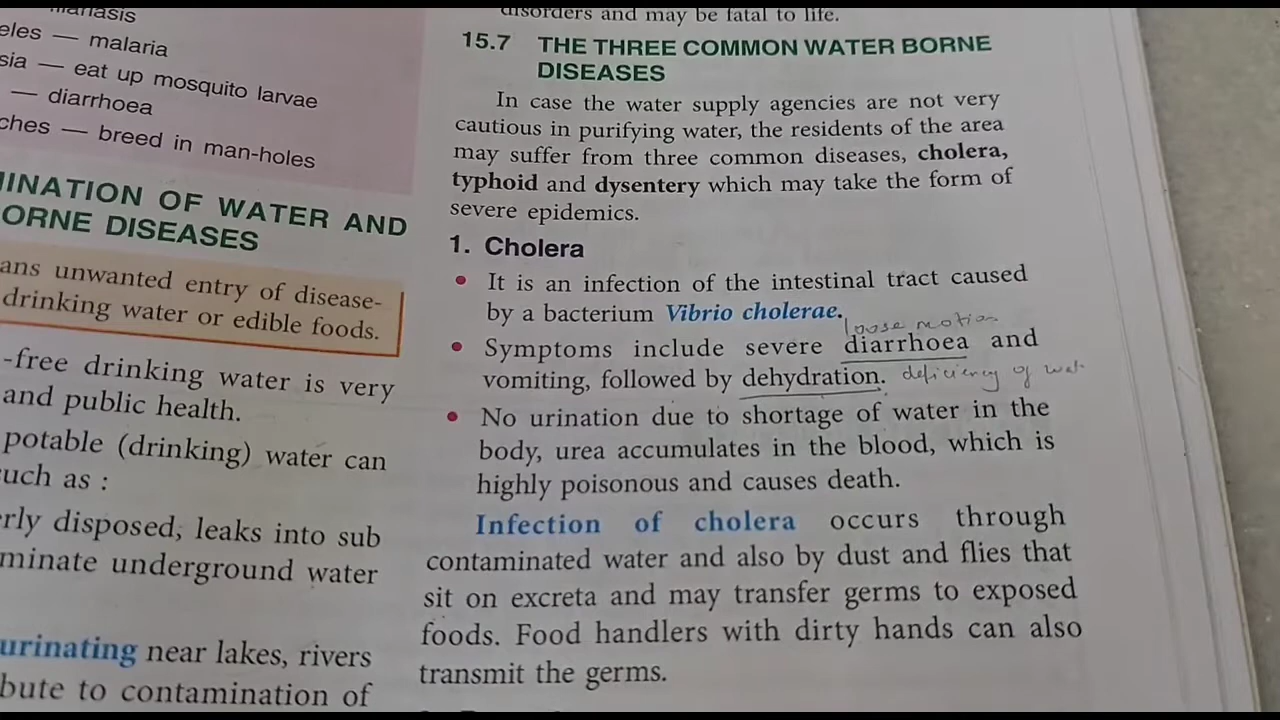 eles — malaria
sia — eat up mosquito larvae
— diarrhoea
ches — breed in man-holes
MINATION OF WATER AND
ORNE DISEASES
ans unwanted entry of disease-
drinking water or edible foods.
-free drinking water is very
and public health.
potable (drinking) water can
such as :
rly disposed, leaks into sub
minate underground water
urinating near lakes, rivers
bute to contamination of
disorders and may be fatal to life.
15.7 THE THREE COMMON WATER BORNE
DISEASES
In case the water supply agencies are not very
cautious in purifying water, the residents of the area
may suffer from three common diseases, cholera,
typhoid and dysentery which may take the form of
severe epidemics.
1. Cholera
• It is an infection of the intestinal tract caused
by a bacterium Vibrio cholerae.
loose motion
• Symptoms include severe diarrhoea and
vomiting, followed by dehydration. deficiency of wat
• No urination due to shortage of water in the
body, urea accumulates in the blood, which is
highly poisonous and causes death.
Infection of cholera occurs through
contaminated water and also by dust and flies that
sit on excreta and may transfer germs to exposed
foods. Food handlers with dirty hands can also
transmit the germs.